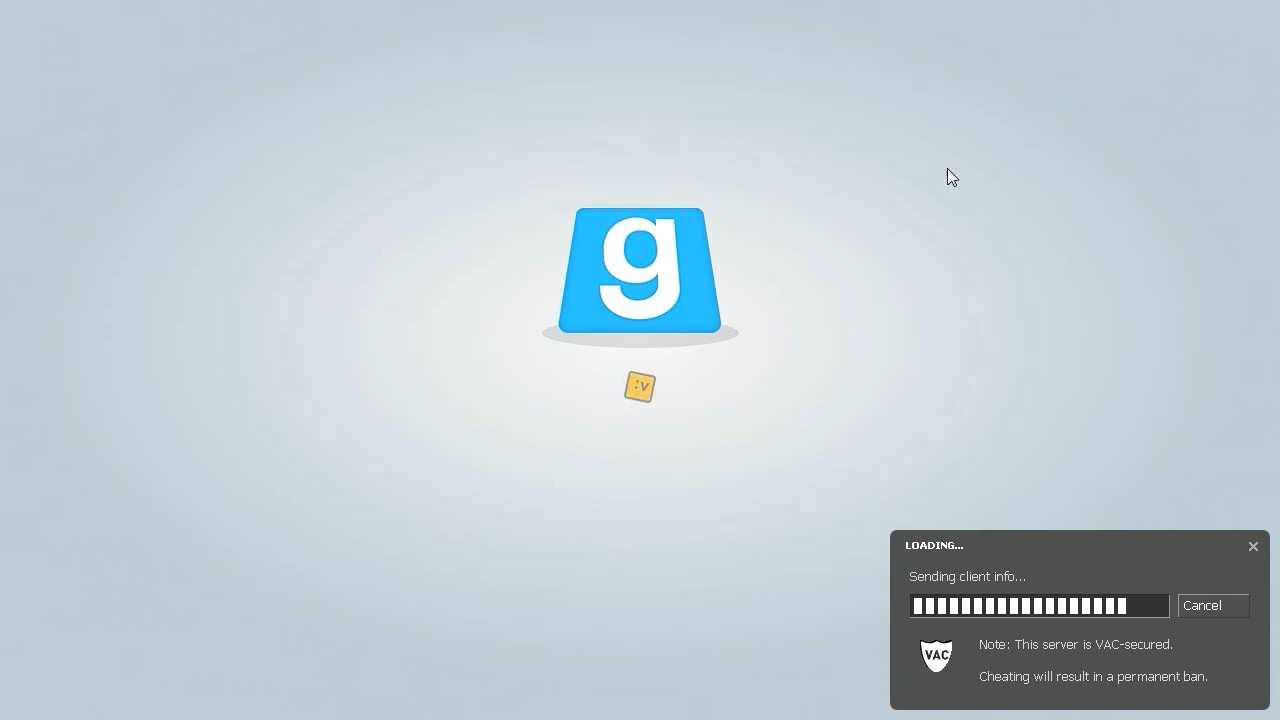 g
:v
LOADING...
Sending client info...
Cancel
VAC
Note: This server is VAC-secured.
Cheating will result in a permanent ban.